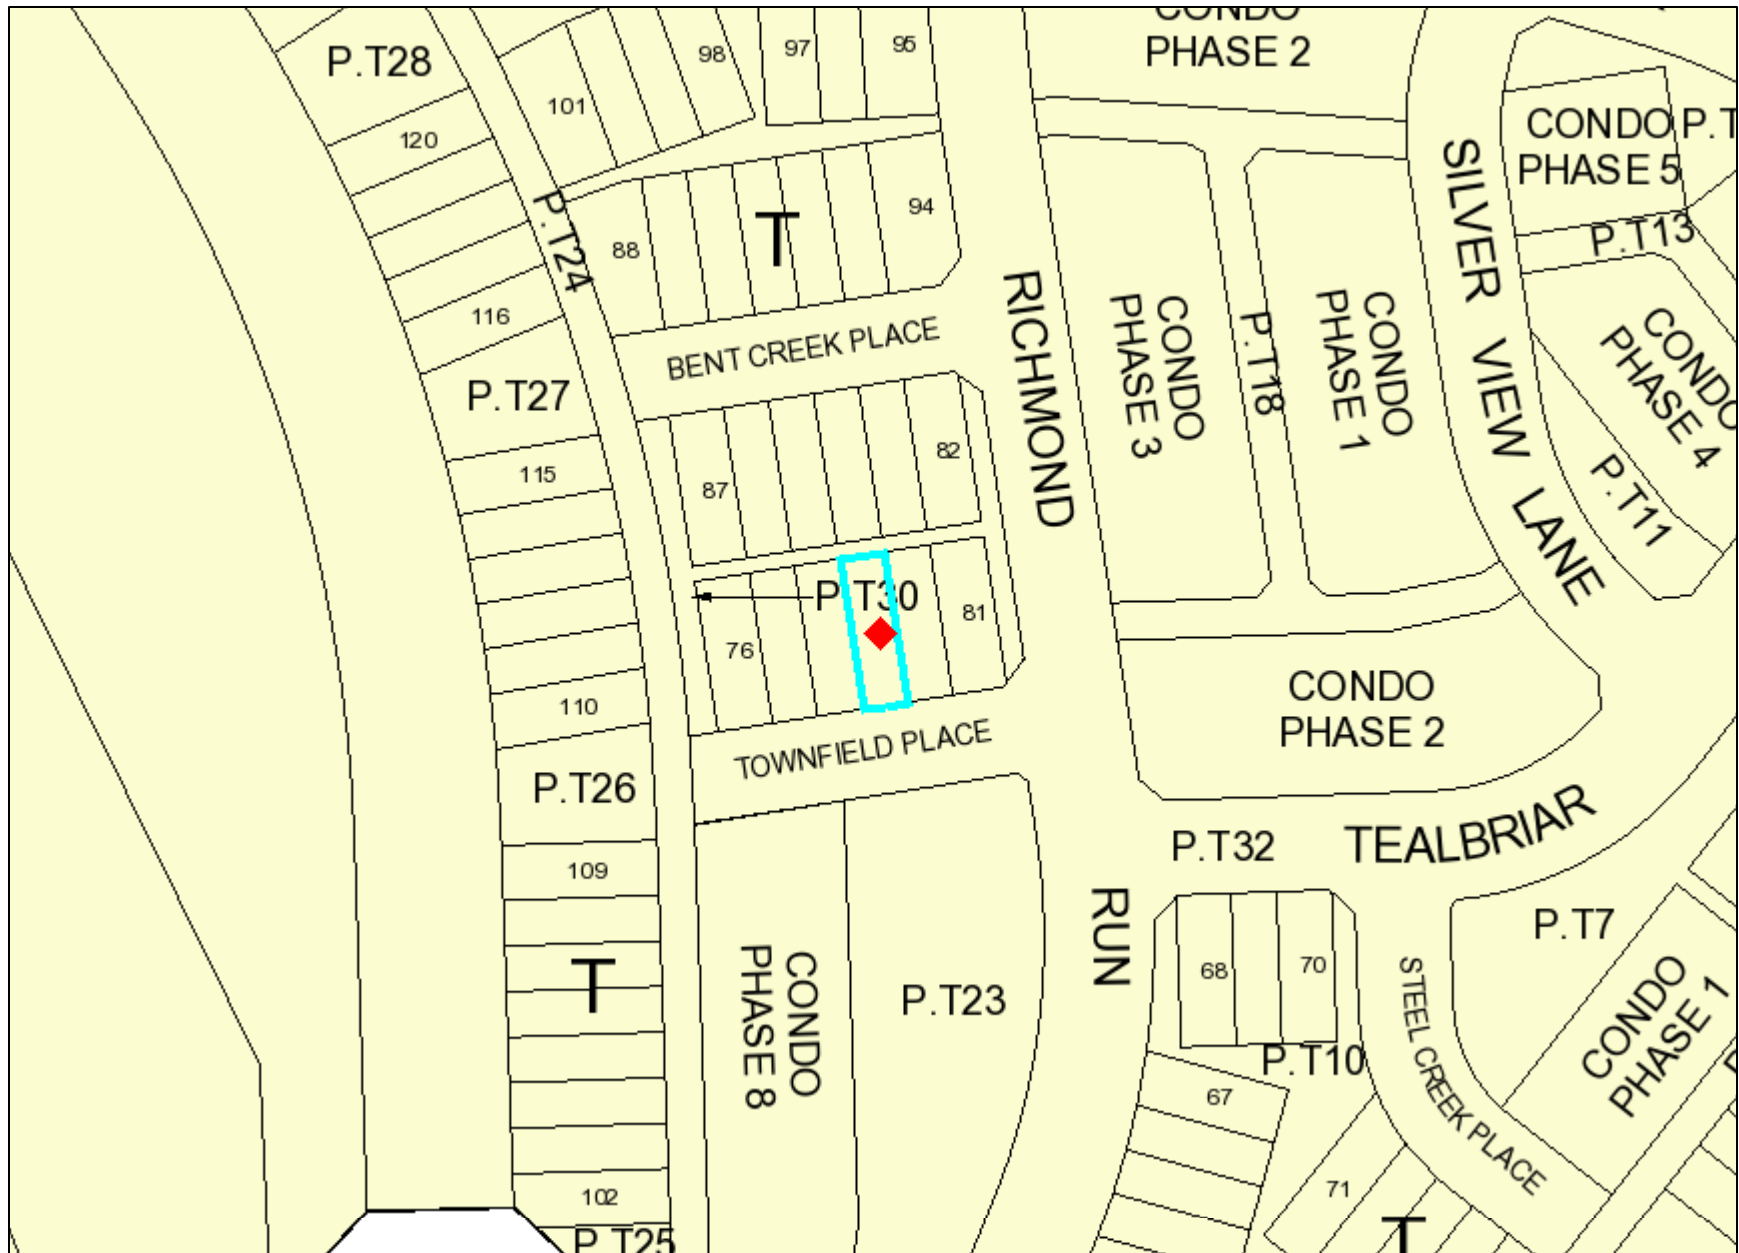 CONDO
PHASE 2
P.T28
98
97
95
101
120
CONDO
PHASE 5
P.T
SILVER VIEW LANE
P.T24
94
T
88
P.T13
116
RICHMOND
BENT CREEK PLACE
CONDO
PHASE 3
P.T18
CONDO
PHASE 1
CONDO
PHASE 4
P.T27
115
87
82
P.T11
P.T30
76
81
110
CONDO
PHASE 2
TOWNFIELD PLACE
P.T26
P.T32
TEALBRIAR
109
RUN
P.T7
T
CONDO
PHASE 8
P.T23
68
70
STEEL CREEK PLACE
CONDO
PHASE 1
P.T10
67
71
102
T
P.T25